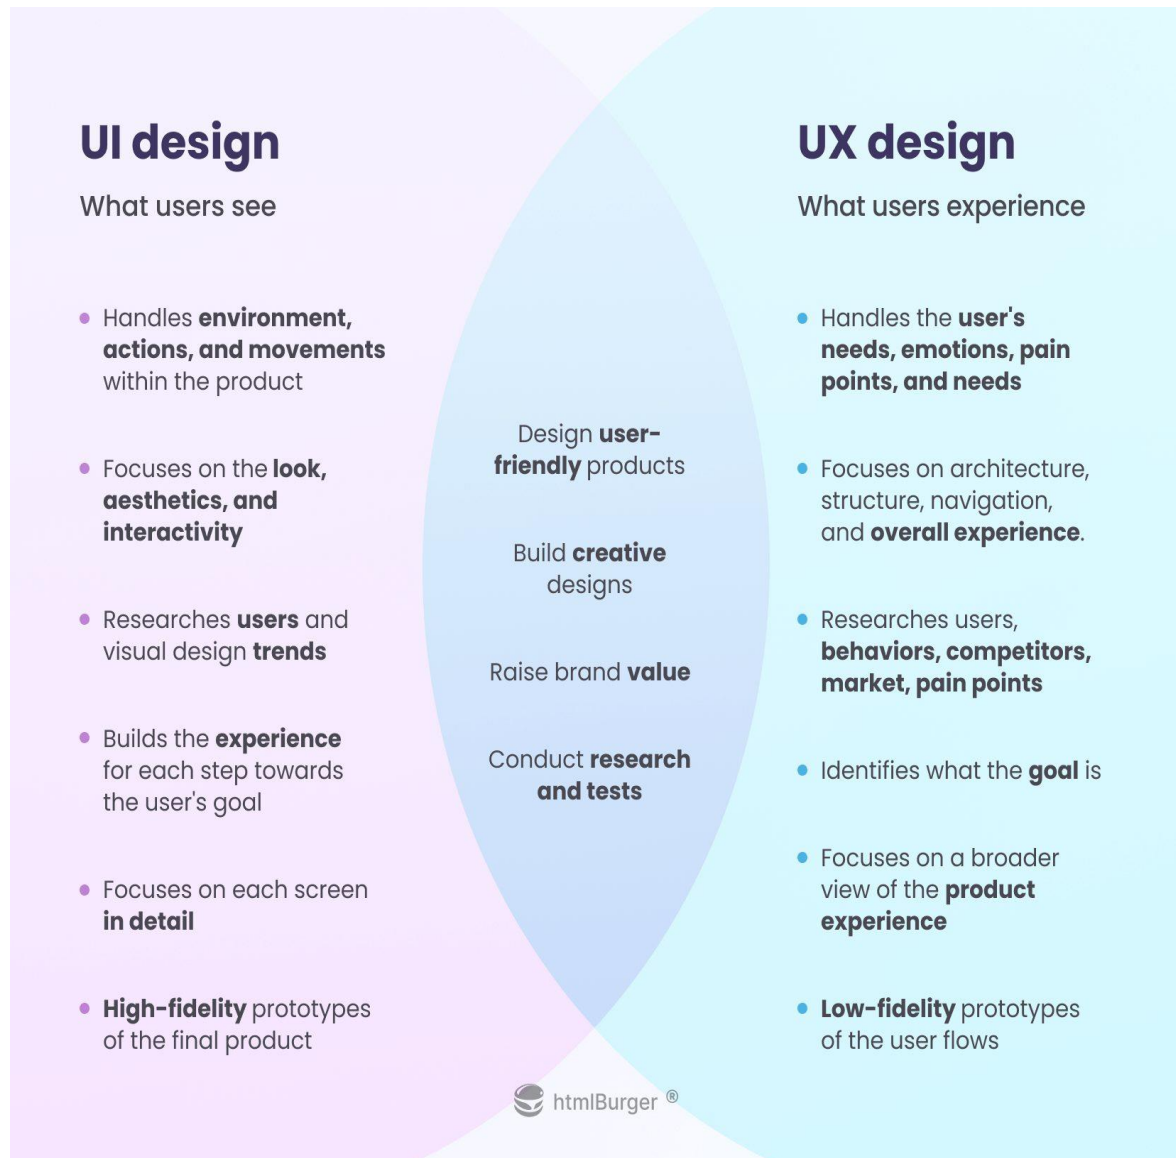 UI design
What users see
Handles environment,
actions, and movements
within the product
Focuses on the look,
aesthetics, and
interactivity
Researches users and
visual design trends
Builds the experience
for each step towards
the user's goal
Focuses on each screen
in detail
High-fidelity prototypes
of the final product
Design user-
friendly products
Build creative
designs
Raise brand value
Conduct research
and tests
UX design
What users experience
Handles the user's
needs, emotions, pain
points, and needs
Focuses on architecture,
structure, navigation,
and overall experience.
Researches users,
behaviors, competitors,
market, pain points
Identifies what the goal is
Focuses on a broader
view of the product
experience
Low-fidelity prototypes
of the user flows
htmlBurger ®